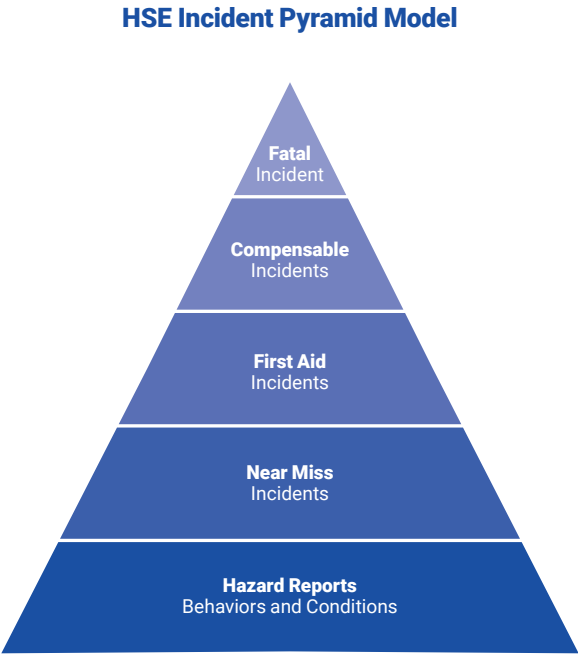 HSE Incident Pyramid Model
Fatal
Incident
Compensable
Incidents
First Aid
Incidents
Near Miss
Incidents
Hazard Reports
Behaviors and Conditions